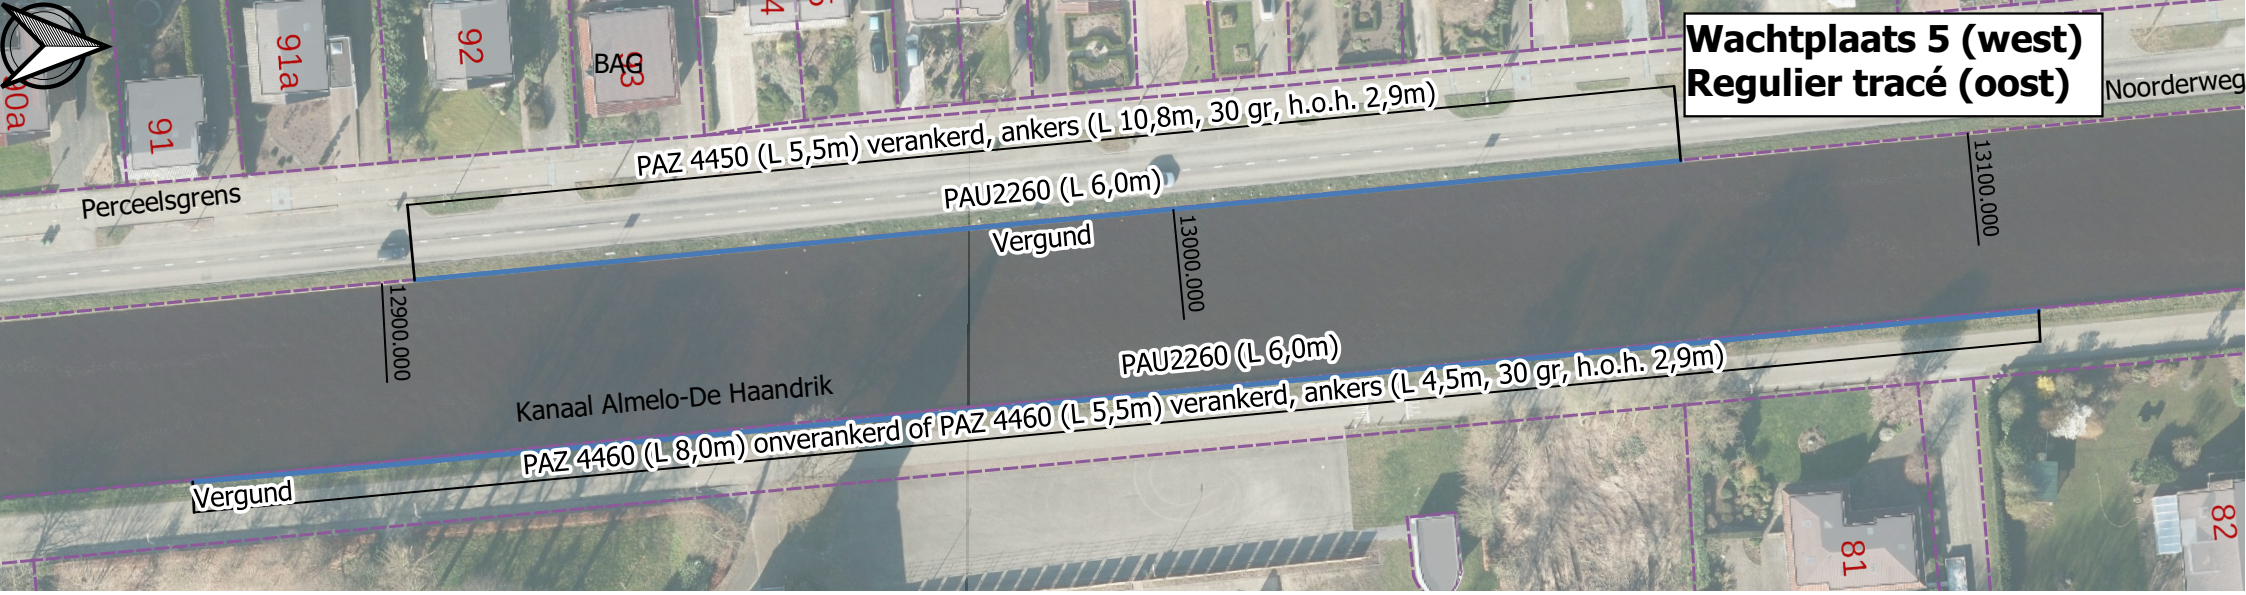 Wachtplaats 5 (west)
Regulier tracé (oost)
Noorderweg
90a
91
91a
92
BAG
93
PAZ 4450 (L 5,5m) verankerd, ankers (L 10,8m, 30 gr, h.o.h. 2,9m)
Perceelsgrens
PAU2260 (L 6,0m)
Vergund
12900.000
13000.000
13100.000
Kanaal Almelo-De Haandrik
PAU2260 (L 6,0m)
PAZ 4460 (L 8,0m) onverankerd of PAZ 4460 (L 5,5m) verankerd, ankers (L 4,5m, 30 gr, h.o.h. 2,9m)
Vergund
81
82